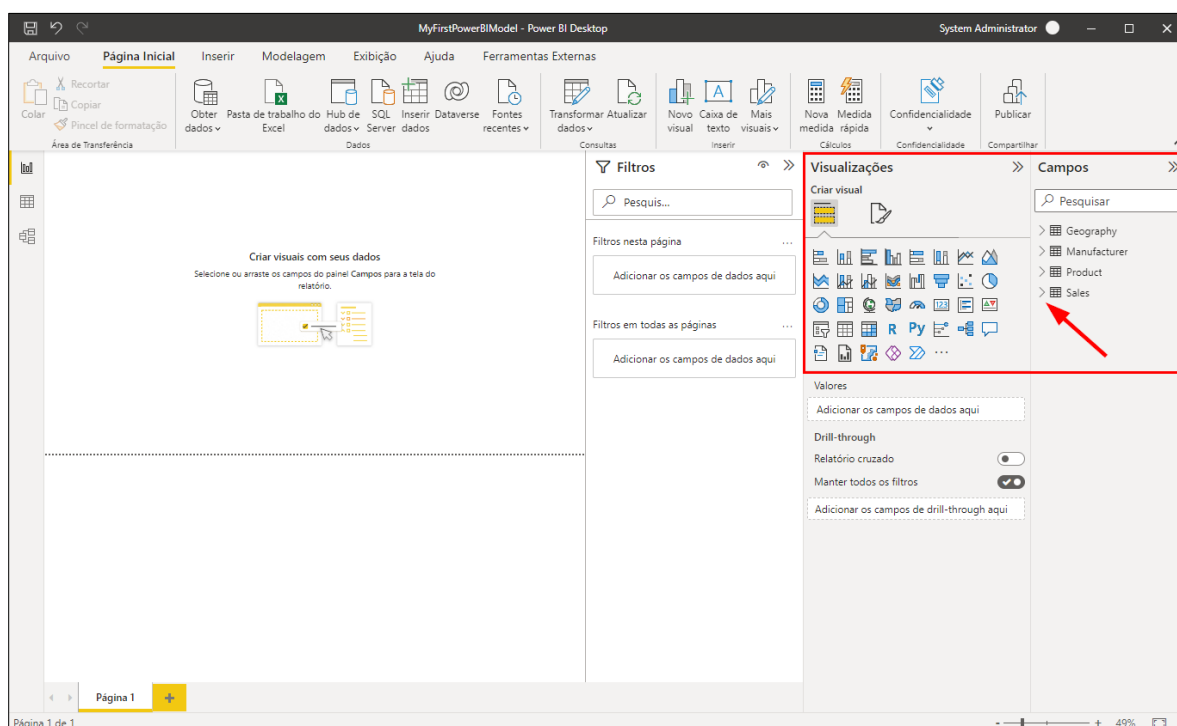 MyFirstPowerBIModel - Power BI Desktop
System Administrator
Arquivo Página Inicial Inserir Modelagem Exibição Ajuda Ferramentas Externas
Colar
Recortar
Copiar
Pincel de formatação
Área de Transferência
Obter dados
Pasta de trabalho do Excel
Hub de dados
SQL Server
Inserir dados
Dataverse
Fontes recentes
Dados
Transformar dados
Atualizar
Consultas
Novo visual
A
Caixa de texto
Mais visuais
Inserir
Nova medida
Medida rápida
Cálculos
Confidencialidade
Confidencialidade
Publicar
Compartilhar
Criar visuais com seus dados
Selecione ou arraste os campos do painel Campos para a tela do
relatório.
Filtros
Pesquis...
Filtros nesta página ...
Adicionar os campos de dados aqui
Filtros em todas as páginas ...
Adicionar os campos de dados aqui
Visualizações
Criar visual
123
R Py
...
Valores
Adicionar os campos de dados aqui
Drill-through
Relatório cruzado
Manter todos os filtros
Adicionar os campos de drill-through aqui
Campos
Pesquisar
Geography
Manufacturer
Product
Sales
Página 1 +
Página 1 de 1
- + 49%